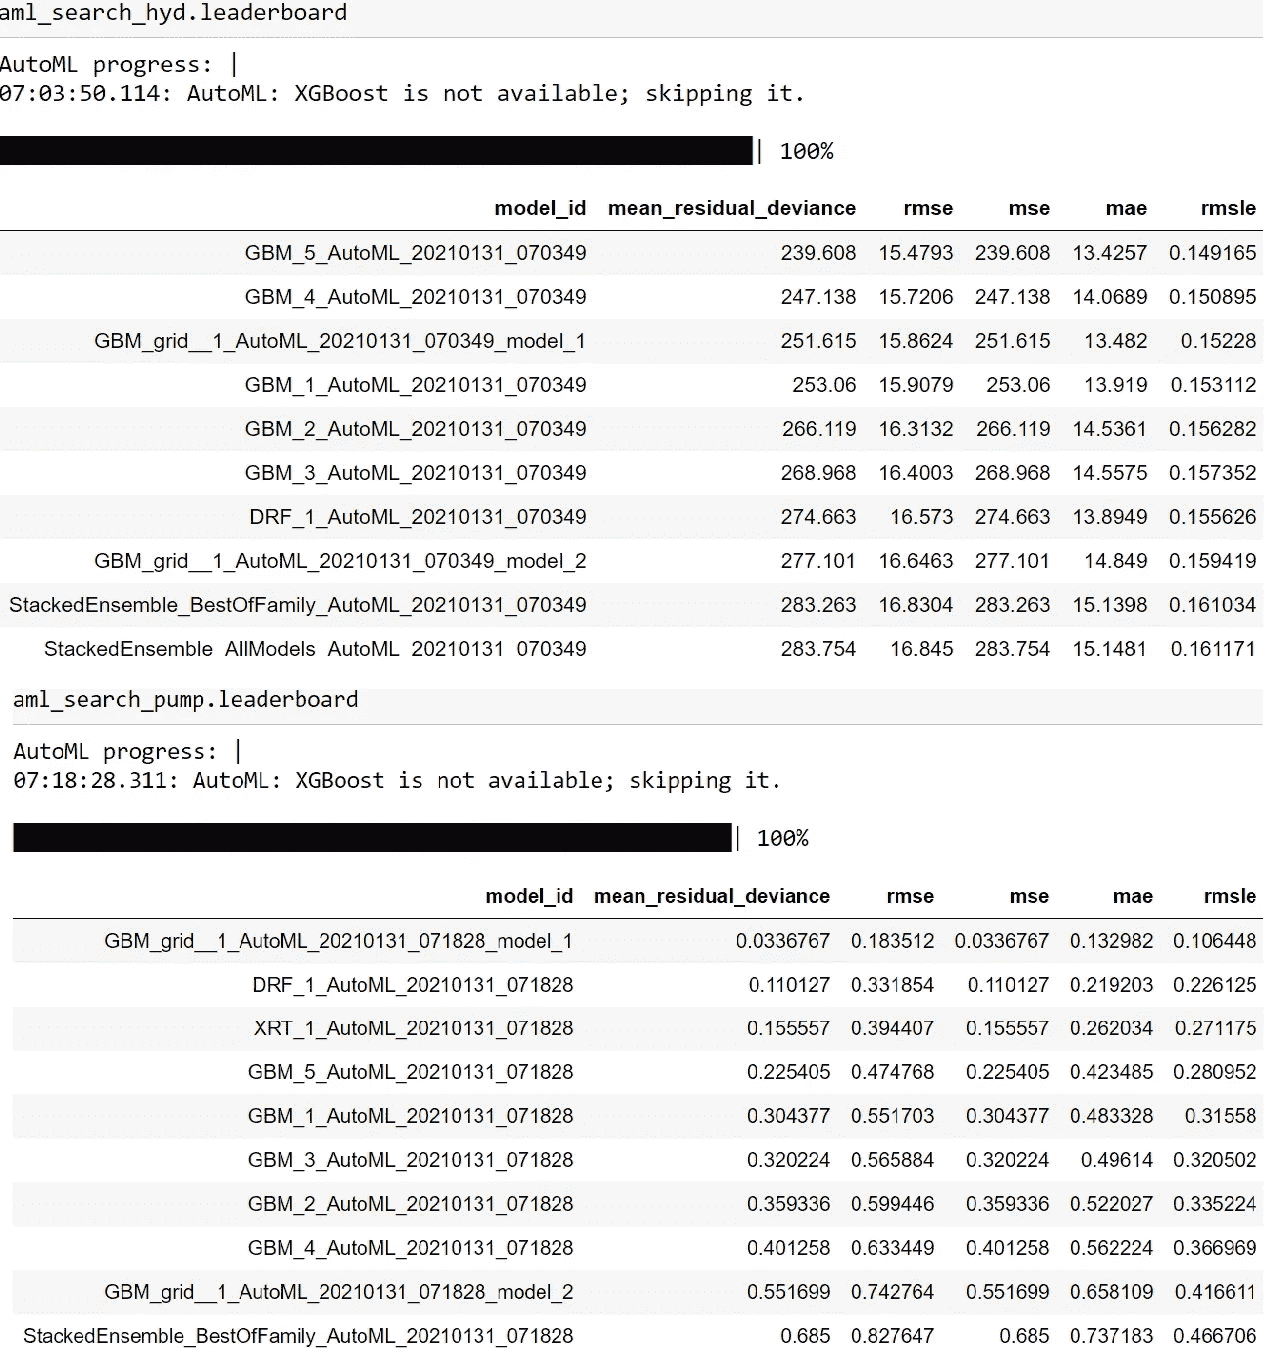 aml_search_hyd.leaderboard
AutoML progress: |
07:03:50.114: AutoML: XGBoost is not available; skipping it.
| 100%
model_id mean_residual_deviance rmse mse mae rmsle
GBM_5_AutoML_20210131_070349 239.608 15.4793 239.608 13.4257 0.149165
GBM_4_AutoML_20210131_070349 247.138 15.7206 247.138 14.0689 0.150895
GBM_grid__1_AutoML_20210131_070349_model_1 251.615 15.8624 251.615 13.482 0.15228
GBM_1_AutoML_20210131_070349 253.06 15.9079 253.06 13.919 0.153112
GBM_2_AutoML_20210131_070349 266.119 16.3132 266.119 14.5361 0.156282
GBM_3_AutoML_20210131_070349 268.968 16.4003 268.968 14.5575 0.157352
DRF_1_AutoML_20210131_070349 274.663 16.573 274.663 13.8949 0.155626
GBM_grid__1_AutoML_20210131_070349_model_2 277.101 16.6463 277.101 14.849 0.159419
StackedEnsemble_BestOfFamily_AutoML_20210131_070349 283.263 16.8304 283.263 15.1398 0.161034
StackedEnsemble AllModels AutoML 20210131 070349 283.754 16.845 283.754 15.1481 0.161171
aml_search_pump.leaderboard
AutoML progress: |
07:18:28.311: AutoML: XGBoost is not available; skipping it.
| 100%
model_id mean_residual_deviance rmse mse mae rmsle
GBM_grid__1_AutoML_20210131_071828_model_1 0.0336767 0.183512 0.0336767 0.132982 0.106448
DRF_1_AutoML_20210131_071828 0.110127 0.331854 0.110127 0.219203 0.226125
XRT_1_AutoML_20210131_071828 0.155557 0.394407 0.155557 0.262034 0.271175
GBM_5_AutoML_20210131_071828 0.225405 0.474768 0.225405 0.423485 0.280952
GBM_1_AutoML_20210131_071828 0.304377 0.551703 0.304377 0.483328 0.31558
GBM_3_AutoML_20210131_071828 0.320224 0.565884 0.320224 0.49614 0.320502
GBM_2_AutoML_20210131_071828 0.359336 0.599446 0.359336 0.522027 0.335224
GBM_4_AutoML_20210131_071828 0.401258 0.633449 0.401258 0.562224 0.366969
GBM_grid__1_AutoML_20210131_071828_model_2 0.551699 0.742764 0.551699 0.658109 0.416611
StackedEnsemble_BestOfFamily_AutoML_20210131_071828 0.685 0.827647 0.685 0.737183 0.466706